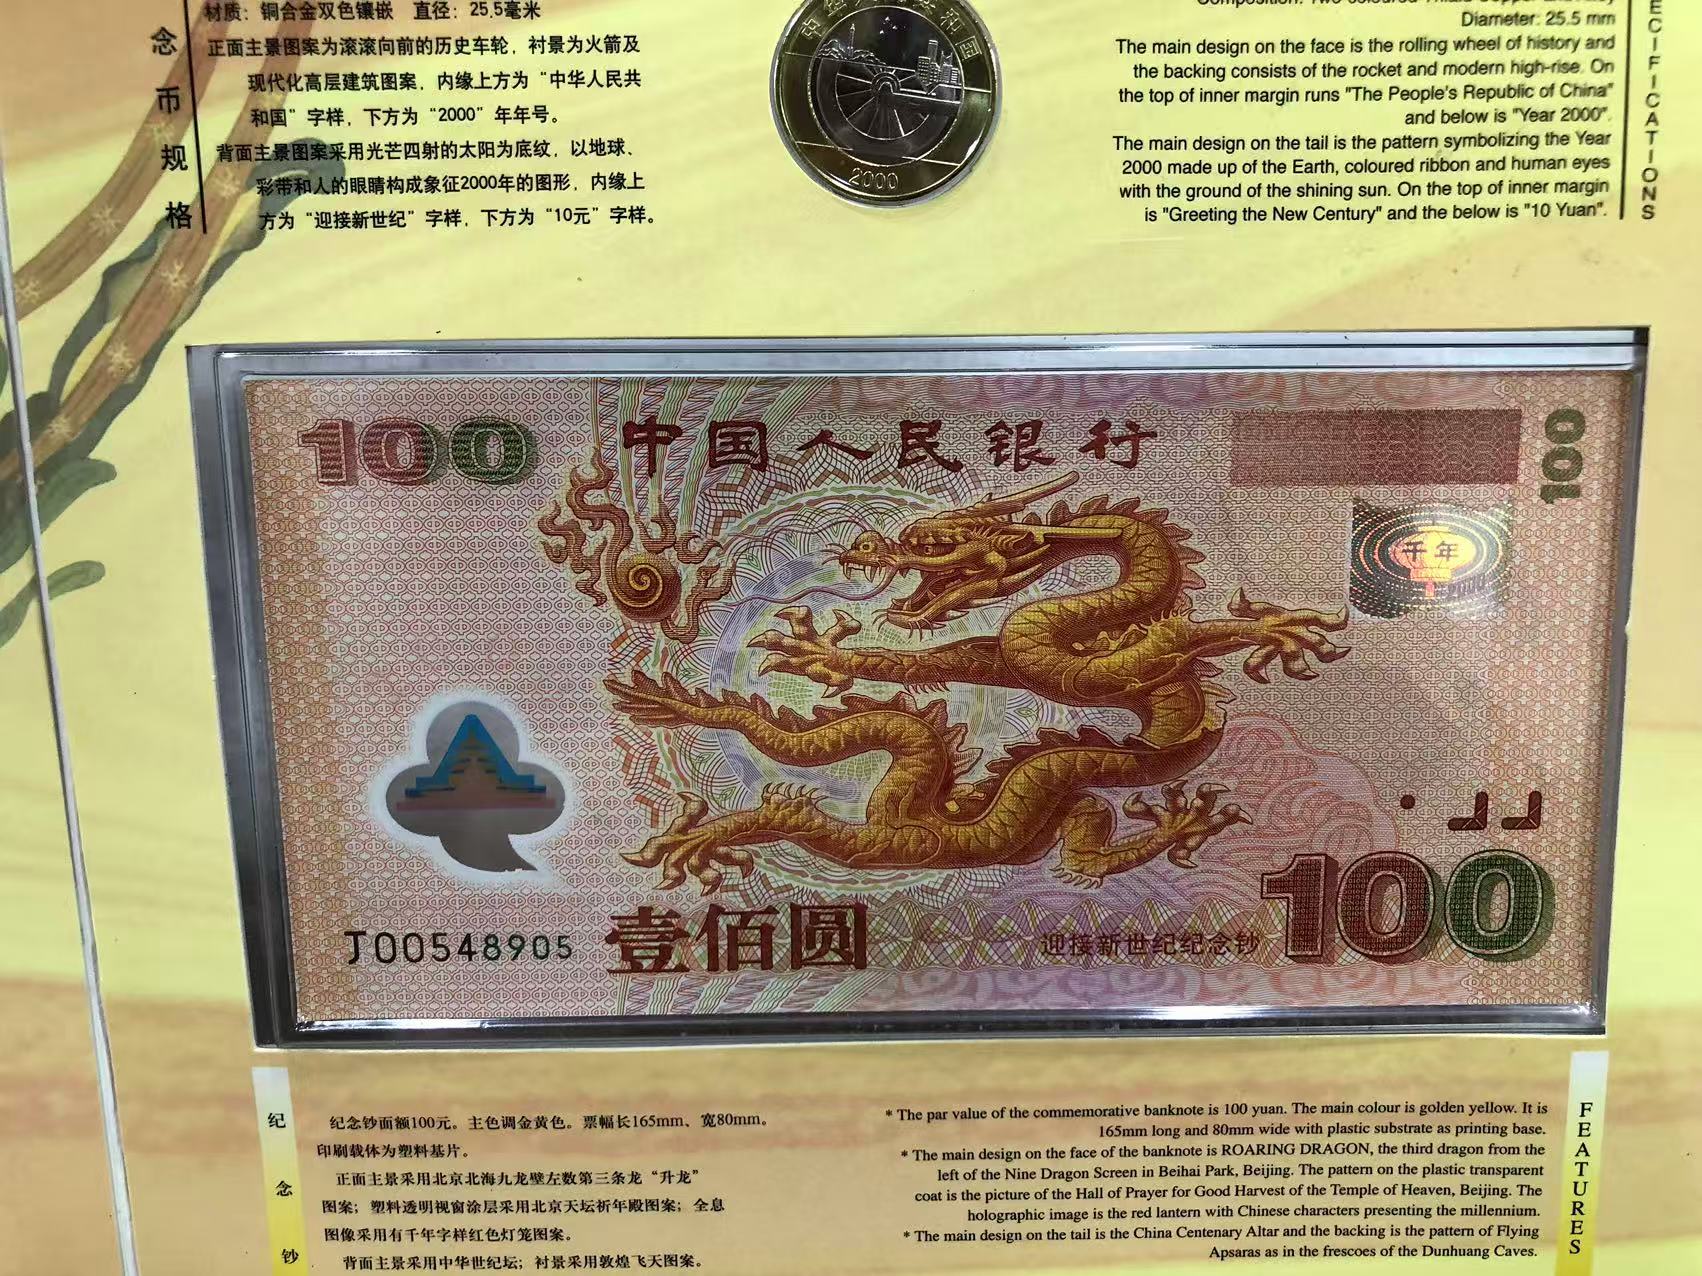 材质：铜合金双色镶嵌 直径：25.5毫米
正面主景图案为滚滚向前的历史车轮，衬景为火箭及
现代化高层建筑图案，内缘上方为“中华人民共
和国”字样，下方为“2000”年年号。
背面主景图案采用光芒四射的太阳为底纹，以地球、
彩带和人的眼睛构成象征2000年的图形，内缘上
方为“迎接新世纪”字样，下方为“10元”字样。
念币规格
2000
Diameter: 25.5 mm
The main design on the face is the rolling wheel of history and
the backing consists of the rocket and modern high-rise. On
the top of inner margin runs "The People's Republic of China"
and below is "Year 2000".
The main design on the tail is the pattern symbolizing the Year
2000 made up of the Earth, coloured ribbon and human eyes
with the ground of the shining sun. On the top of inner margin
is "Greeting the New Century" and the below is "10 Yuan".
ECIFICATIONS
100
中国人民银行
100
千年
J00548905
壹佰圆
迎接新世纪纪念钞
100
纪念钞
纪念钞面额100元。主色调金黄色。票幅长165mm、宽80mm。
印刷载体为塑料基片。
正面主景采用北京北海九龙壁左数第三条龙“升龙”
图案；塑料透明视窗涂层采用北京天坛祈年殿图案；全息
图像采用有千年字样红色灯笼图案。
背面主景采用中华世纪坛；衬景采用敦煌飞天图案。
* The par value of the commemorative banknote is 100 yuan. The main colour is golden yellow. It is
165mm long and 80mm wide with plastic substrate as printing base.
* The main design on the face of the banknote is ROARING DRAGON, the third dragon from the
left of the Nine Dragon Screen in Beihai Park, Beijing. The pattern on the plastic transparent
coat is the picture of the Hall of Prayer for Good Harvest of the Temple of Heaven, Beijing. The
holographic image is the red lantern with Chinese characters presenting the millennium.
* The main design on the tail is the China Centenary Altar and the backing is the pattern of Flying
Apsaras as in the frescoes of the Dunhuang Caves.
FEATURES